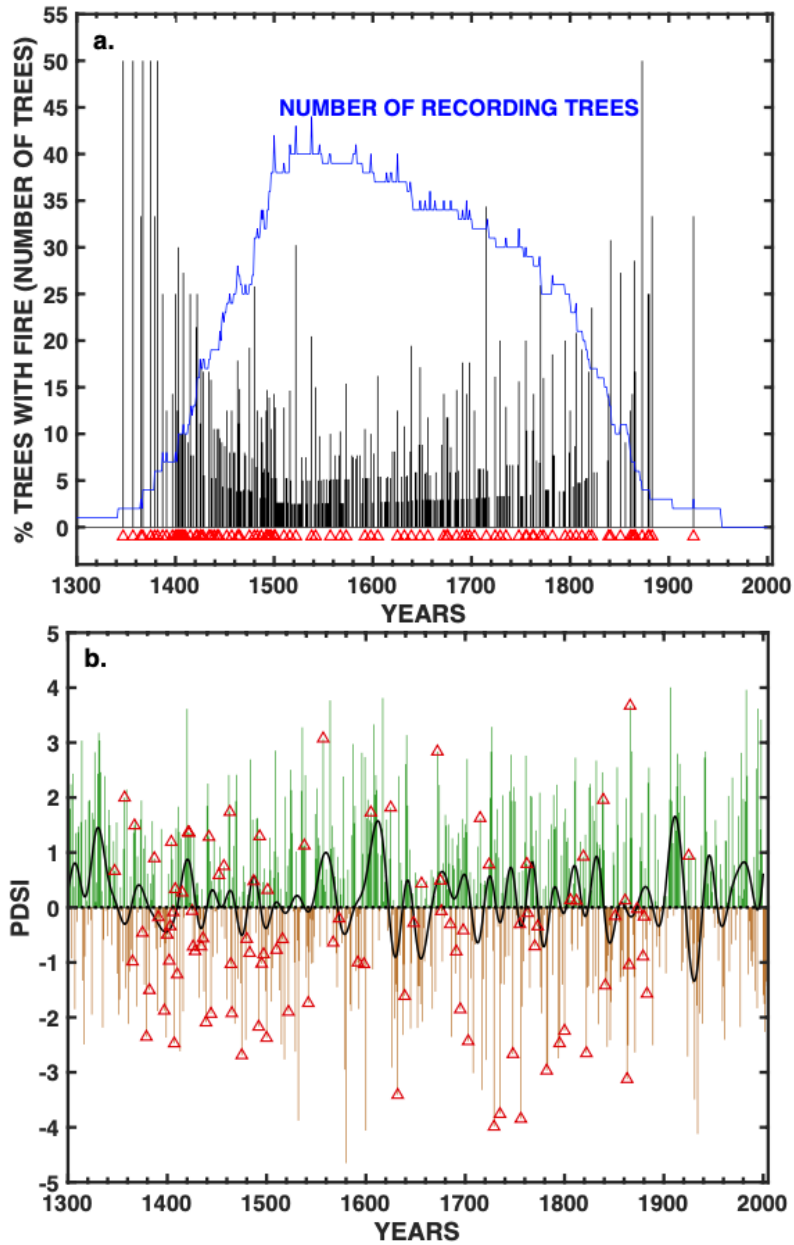 a.
NUMBER OF RECORDING TREES
% TREES WITH FIRE (NUMBER OF TREES)
55
50
45
40
35
30
25
20
15
10
5
0
1300 1400 1500 1600 1700 1800 1900 2000
YEARS
b.
PDSI
5
4
3
2
1
0
-1
-2
-3
-4
-5
1300 1400 1500 1600 1700 1800 1900 2000
YEARS